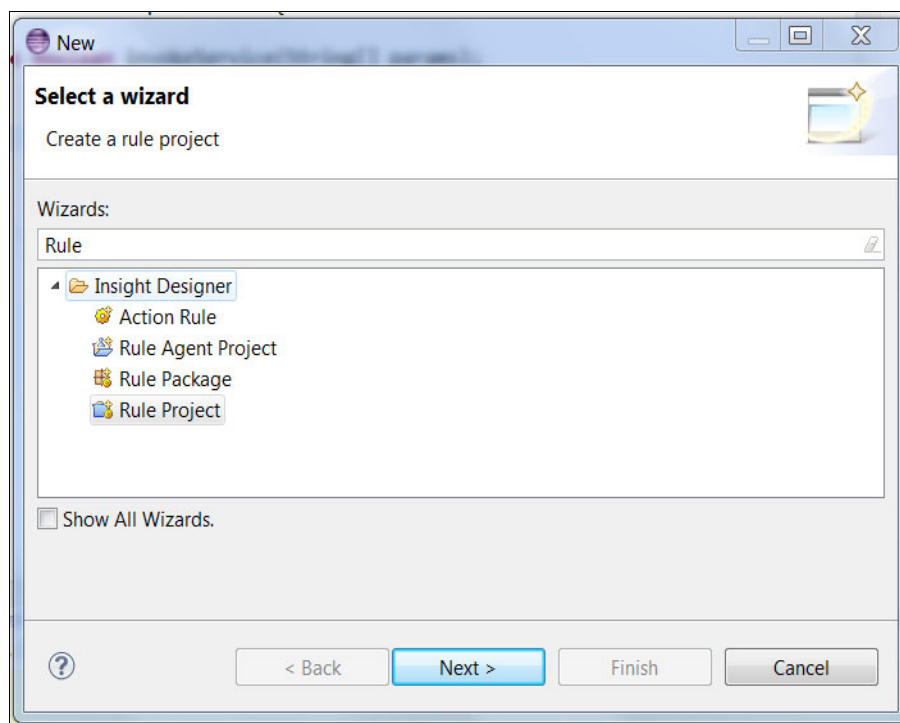 New
Select a wizard
Create a rule project
Wizards:
Rule
Insight Designer
Action Rule
Rule Agent Project
Rule Package
Rule Project
Show All Wizards.
? < Back Next > Finish Cancel